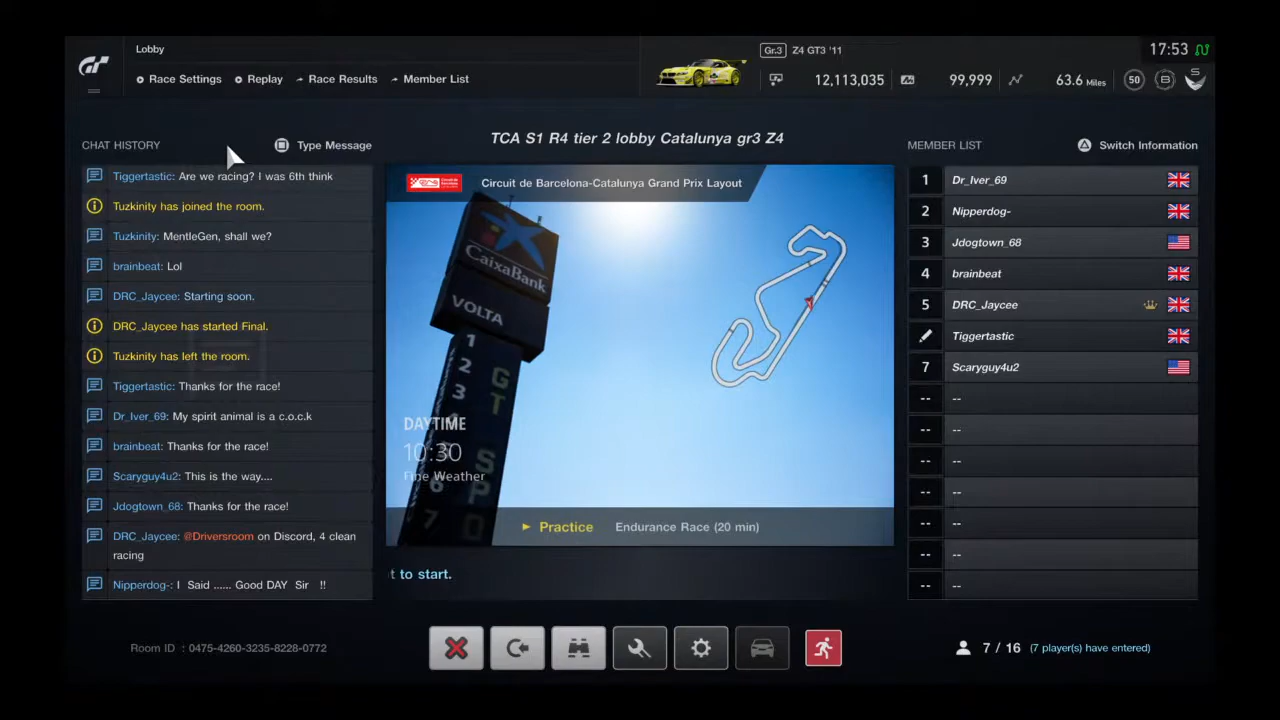 Lobby
Gr.3 Z4 GT3 '11
17:53
Race Settings Replay Race Results Member List
12,113,035 99,999 63.6 Miles 50 B S
CHAT HISTORY Type Message
TCA S1 R4 tier 2 lobby Catalunya gr3 Z4
MEMBER LIST Switch Information
Tiggertastic: Are we racing? I was 6th think
Tuzkinity has joined the room.
Tuzkinity: MentleGen, shall we?
brainbeat: Lol
DRC_Jaycee: Starting soon.
DRC_Jaycee has started Final.
Tuzkinity has left the room.
Tiggertastic: Thanks for the race!
Dr_Iver_69: My spirit animal is a c.o.c.k
brainbeat: Thanks for the race!
Scaryguy4u2: This is the way....
Jdogtown_68: Thanks for the race!
DRC_Jaycee: @Driversroom on Discord, 4 clean
racing
Nipperdog-: I Said ...... Good DAY Sir !!
Circuit de Barcelona-Catalunya Grand Prix Layout
CaixaBank
VOLTA
1
2
3
6
7
G
T
S
P
O
DAYTIME
10:30
Fine Weather
Practice Endurance Race (20 min)
t to start.
1 Dr_Iver_69
2 Nipperdog-
3 Jdogtown_68
4 brainbeat
5 DRC_Jaycee
Tiggertastic
7 Scaryguy4u2
-- --
-- --
-- --
-- --
-- --
-- --
-- --
Room ID : 0475-4260-3235-8228-0772
7 / 16 (7 player(s) have entered)